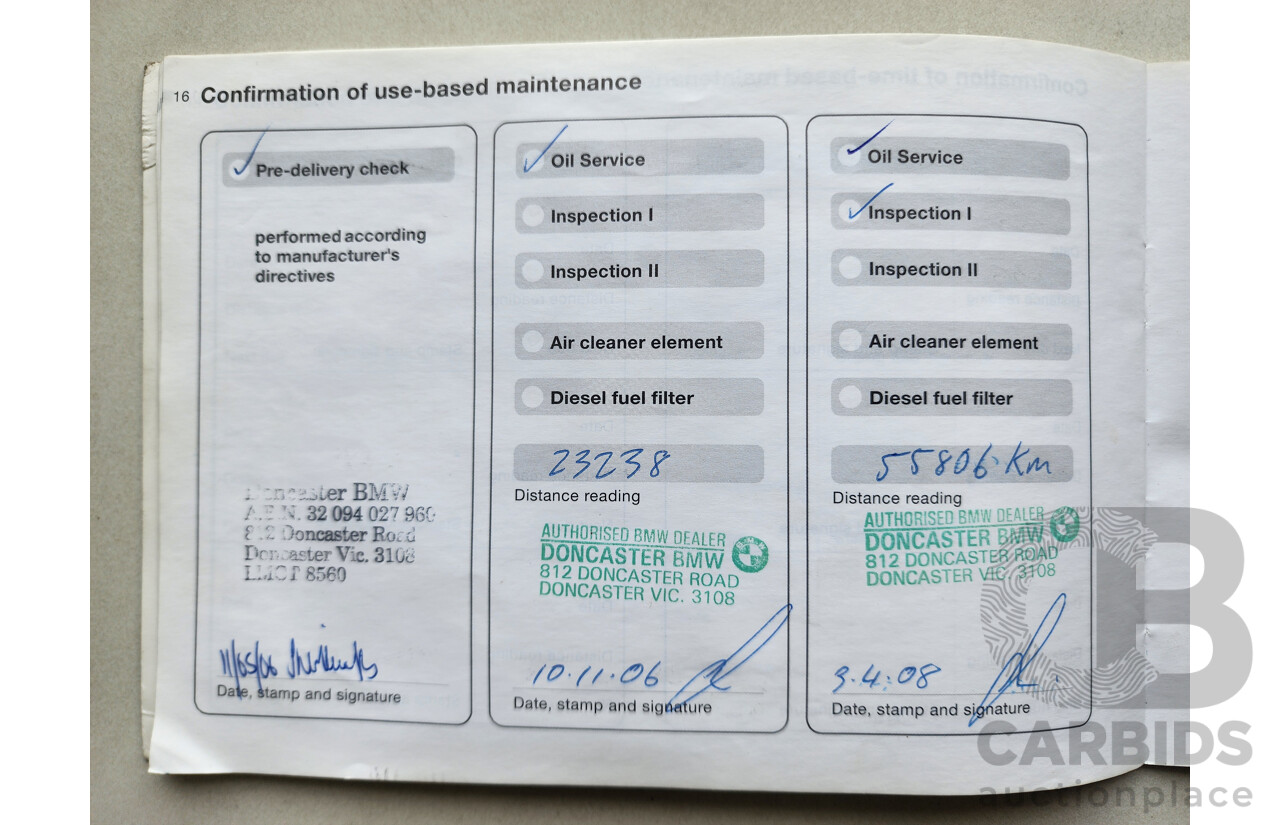 16 Confirmation of use-based maintenance
Pre-delivery check
performed according
to manufacturer's
directives
Doncaster BMW
A.B.N. 32 094 027 960
812 Doncaster Road
Doncaster Vic. 3108
LMCT 8560
11/05/06
Date, stamp and signature
Oil Service
Inspection I
Inspection II
Air cleaner element
Diesel fuel filter
23238
Distance reading
AUTHORISED BMW DEALER
DONCASTER BMW
812 DONCASTER ROAD
DONCASTER VIC. 3108
10.11.06
Date, stamp and signature
Oil Service
Inspection I
Inspection II
Air cleaner element
Diesel fuel filter
55806 Km
Distance reading
AUTHORISED BMW DEALER
DONCASTER BMW
812 DONCASTER ROAD
DONCASTER VIC. 3108
9.4.08
Date, stamp and signature
CARBIDS
auctionplace